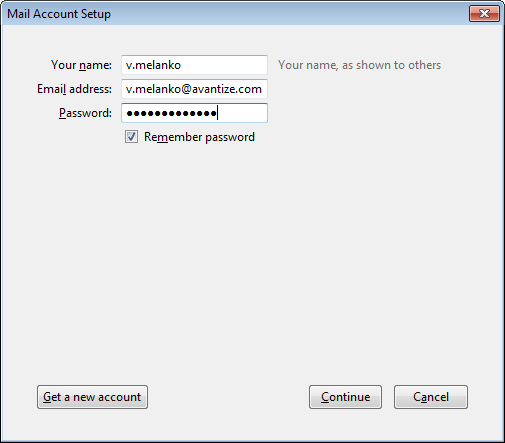 Mail Account Setup
Your name: v.melanko Your name, as shown to others
Email address: v.melanko@avantize.com
Password: ●●●●●●●●●●●●●
Remember password
Get a new account Continue Cancel